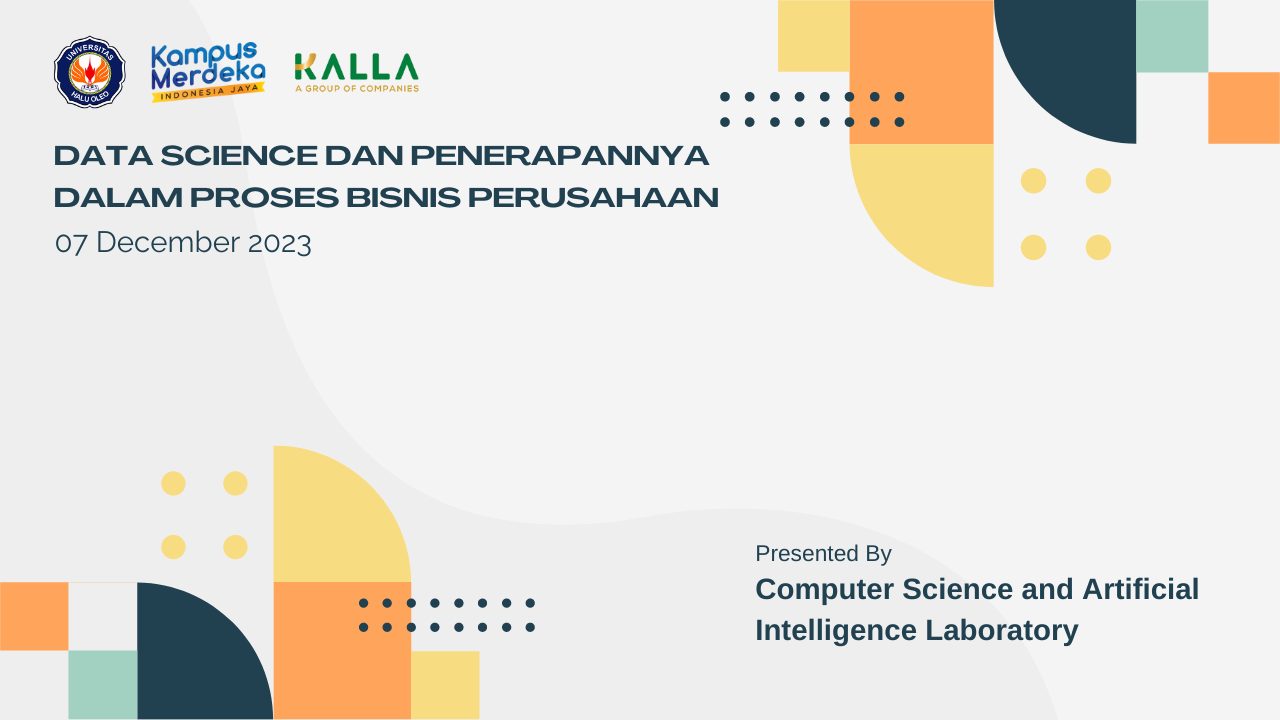 UNIVERSITAS
HALU OLEO
Kampus
Merdeka
INDONESIA JAYA
KALLA
A GROUP OF COMPANIES
DATA SCIENCE DAN PENERAPANNYA
DALAM PROSES BISNIS PERUSAHAAN
07 December 2023
Presented By
Computer Science and Artificial
Intelligence Laboratory